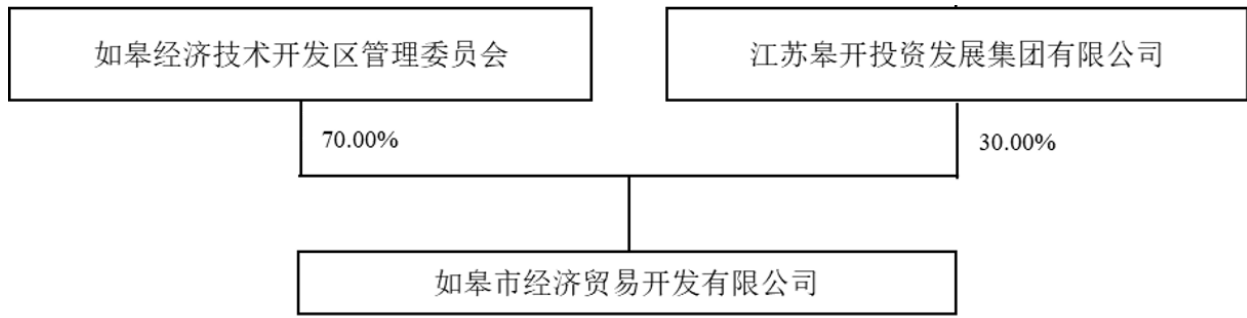 如皋经济技术开发区管理委员会
江苏皋开投资发展集团有限公司
70.00%
30.00%
如皋市经济贸易开发有限公司